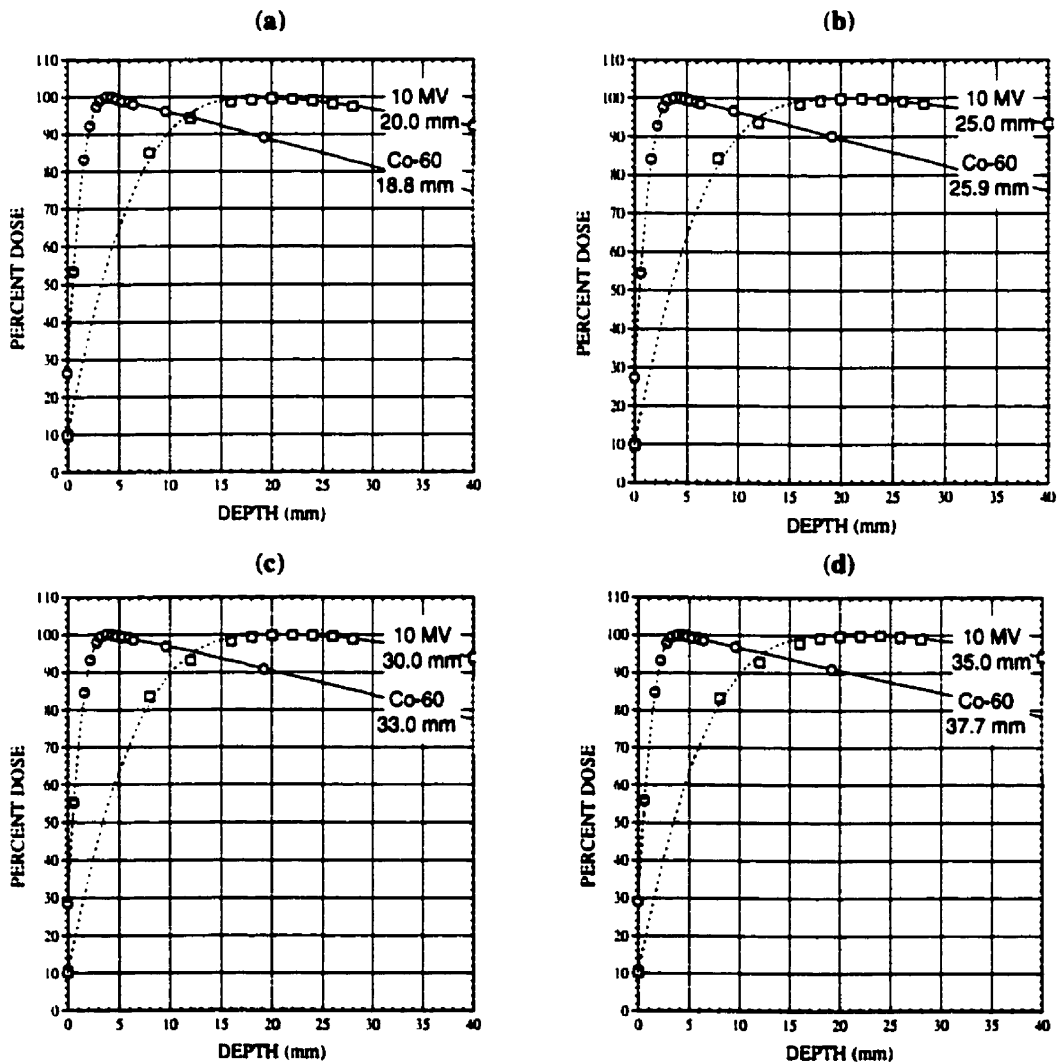 (a)
110
100
90
80
70
60
50
40
30
20
10
0
PERCENT DOSE
10 MV
20.0 mm
Co-60
18.8 mm
0 5 10 15 20 25 30 35 40
DEPTH (mm)
(b)
110
100
90
80
70
60
50
40
30
20
10
0
PERCENT DOSE
10 MV
25.0 mm
Co-60
25.9 mm
0 5 10 15 20 25 30 35 40
DEPTH (mm)
(c)
110
100
90
80
70
60
50
40
30
20
10
0
PERCENT DOSE
10 MV
30.0 mm
Co-60
33.0 mm
0 5 10 15 20 25 30 35 40
DEPTH (mm)
(d)
110
100
90
80
70
60
50
40
30
20
10
0
PERCENT DOSE
10 MV
35.0 mm
Co-60
37.7 mm
0 5 10 15 20 25 30 35 40
DEPTH (mm)